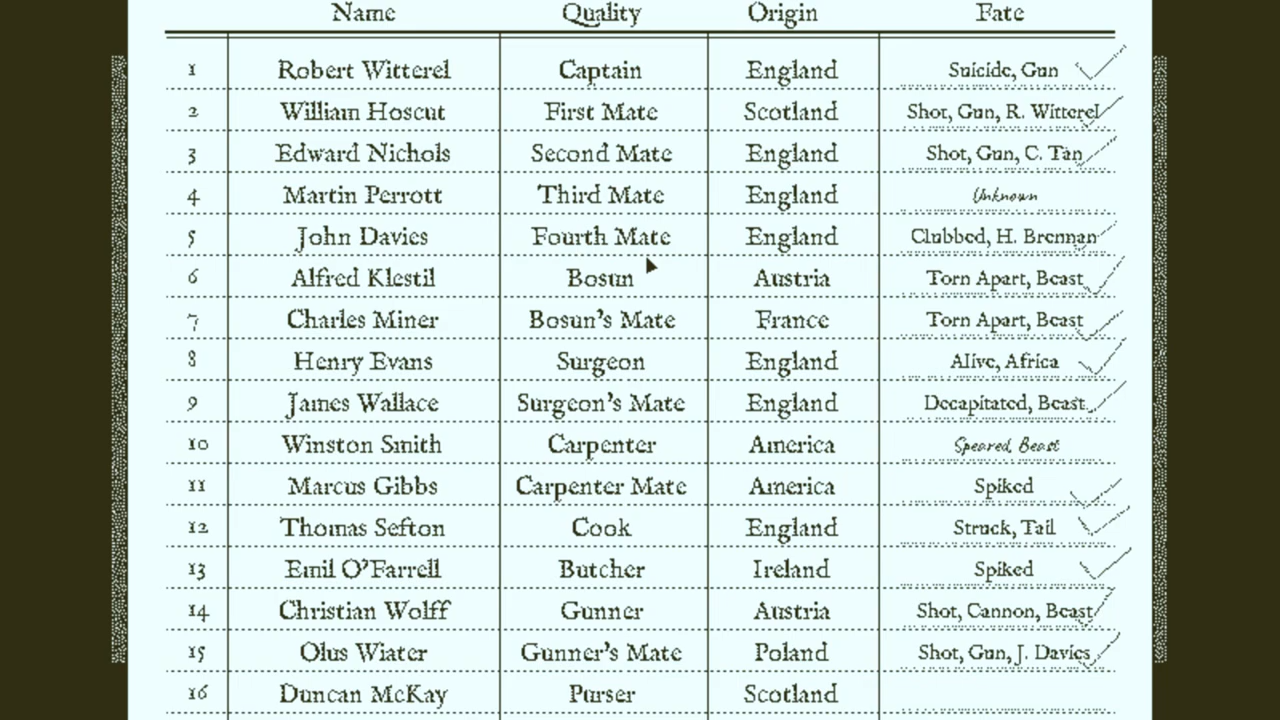 Name Quality Origin Fate
1 Robert Witterel Captain England Suicide, Gun
2 William Hoscut First Mate Scotland Shot, Gun, R. Witterel
3 Edward Nichols Second Mate England Shot, Gun, C. Tan
4 Martin Perrott Third Mate England Unknown
5 John Davies Fourth Mate England Clubbed, H. Brennan
6 Alfred Klestil Bosun Austria Torn Apart, Beast
7 Charles Miner Bosun's Mate France Torn Apart, Beast
8 Henry Evans Surgeon England Alive, Africa
9 James Wallace Surgeon's Mate England Decapitated, Beast
10 Winston Smith Carpenter America Speared, Beast
11 Marcus Gibbs Carpenter Mate America Spiked
12 Thomas Sefton Cook England Struck, Tail
13 Emil O'Farrell Butcher Ireland Spiked
14 Christian Wolff Gunner Austria Shot, Cannon, Beast
15 Olus Wiater Gunner's Mate Poland Shot, Gun, J. Davies
16 Duncan McKay Purser Scotland